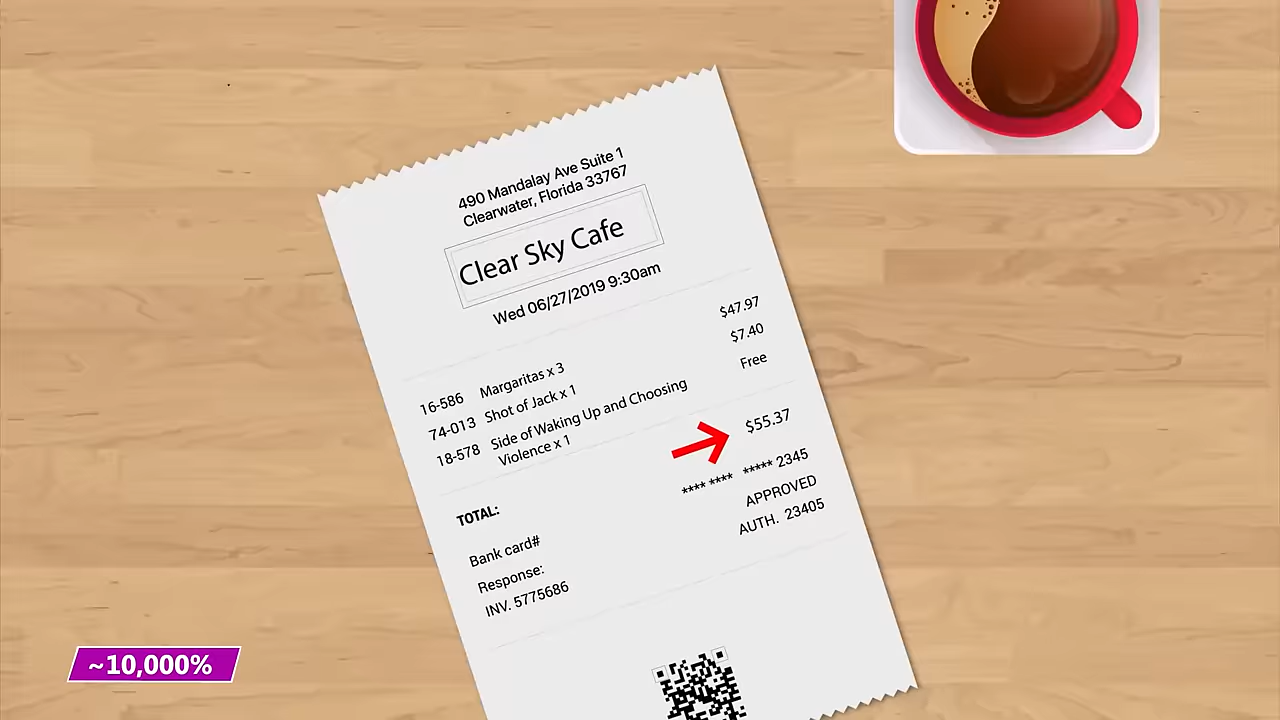 490 Mandalay Ave Suite 1
Clearwater, Florida 33767
Clear Sky Cafe
Wed 06/27/2019 9:30am
16-586 Margaritas x 3 $47.97
74-013 Shot of Jack x 1 $7.40
18-578 Side of Waking Up and Choosing Free
Violence x 1
TOTAL: $55.37
Bank card# **** **** ***** 2345
Response: APPROVED
INV. 5775686 AUTH. 23405
~10,000%